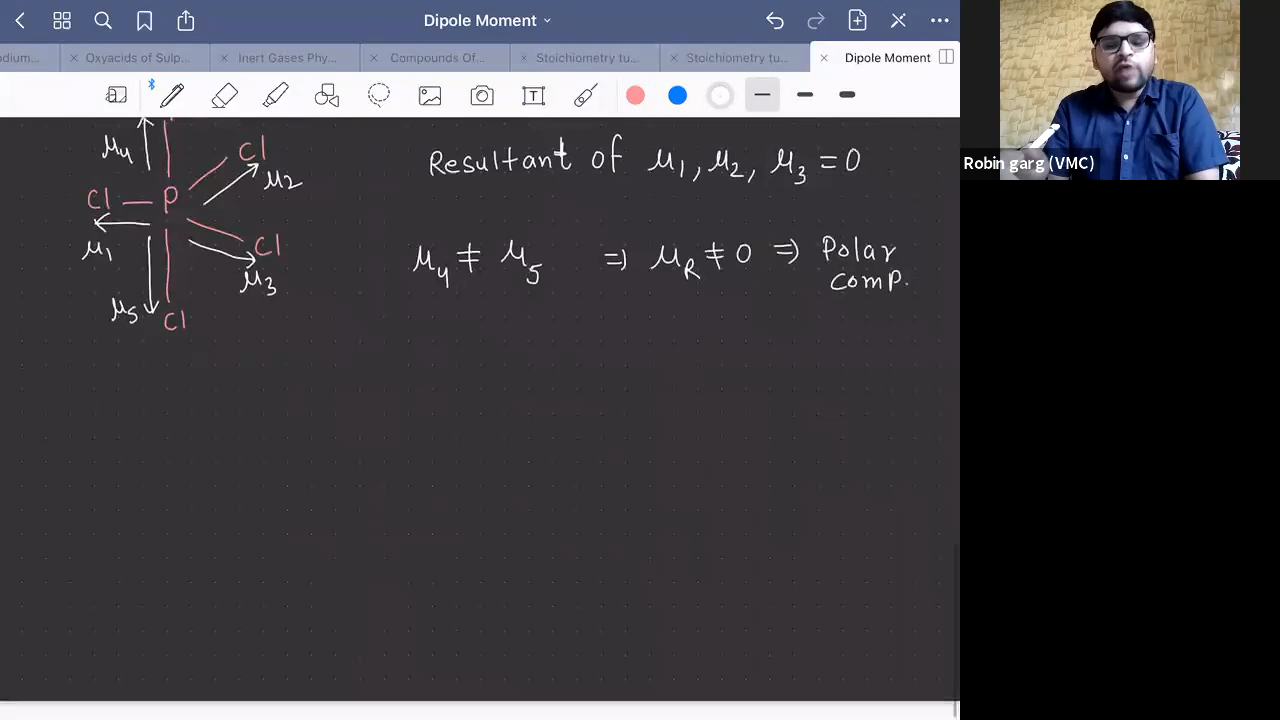 Dipole Moment
odium...
Oxyacids of Sulp...
Inert Gases Phy...
Compounds Of...
Stoichiometry tu...
Stoichiometry tu...
Dipole Moment
T
Robin garg (VMC)
μ4
Cl
μ2
Cl
P
μ1
Cl
μ3
μ5
Cl
Resultant of μ1, μ2, μ3 = 0
μ4 ≠ μ5 ⇒ μR ≠ 0 ⇒ Polar
comp.